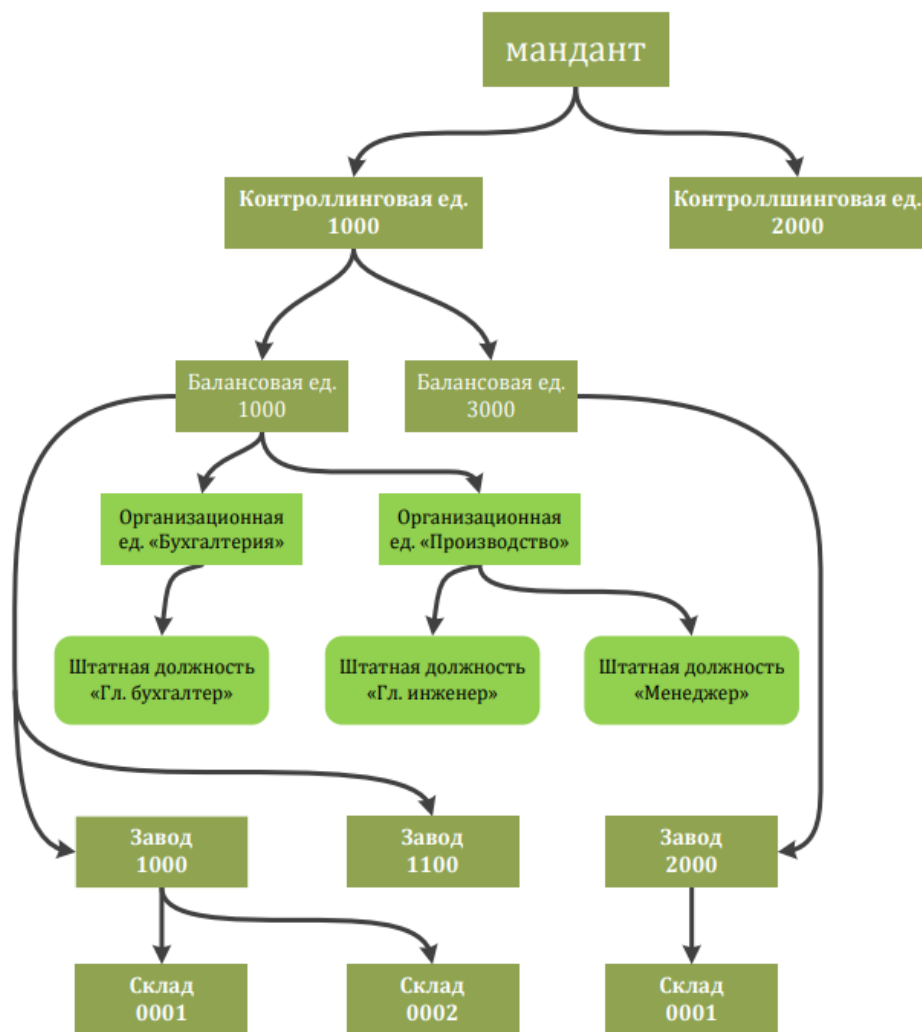 мандант
Контроллинговая ед.
1000
Контроллшинговая ед.
2000
Балансовая ед.
1000
Балансовая ед.
3000
Организационная
ед. «Бухгалтерия»
Организационная
ед. «Производство»
Штатная должность
«Гл. бухгалтер»
Штатная должность
«Гл. инженер»
Штатная должность
«Менеджер»
Завод
1000
Завод
1100
Завод
2000
Склад
0001
Склад
0002
Склад
0001